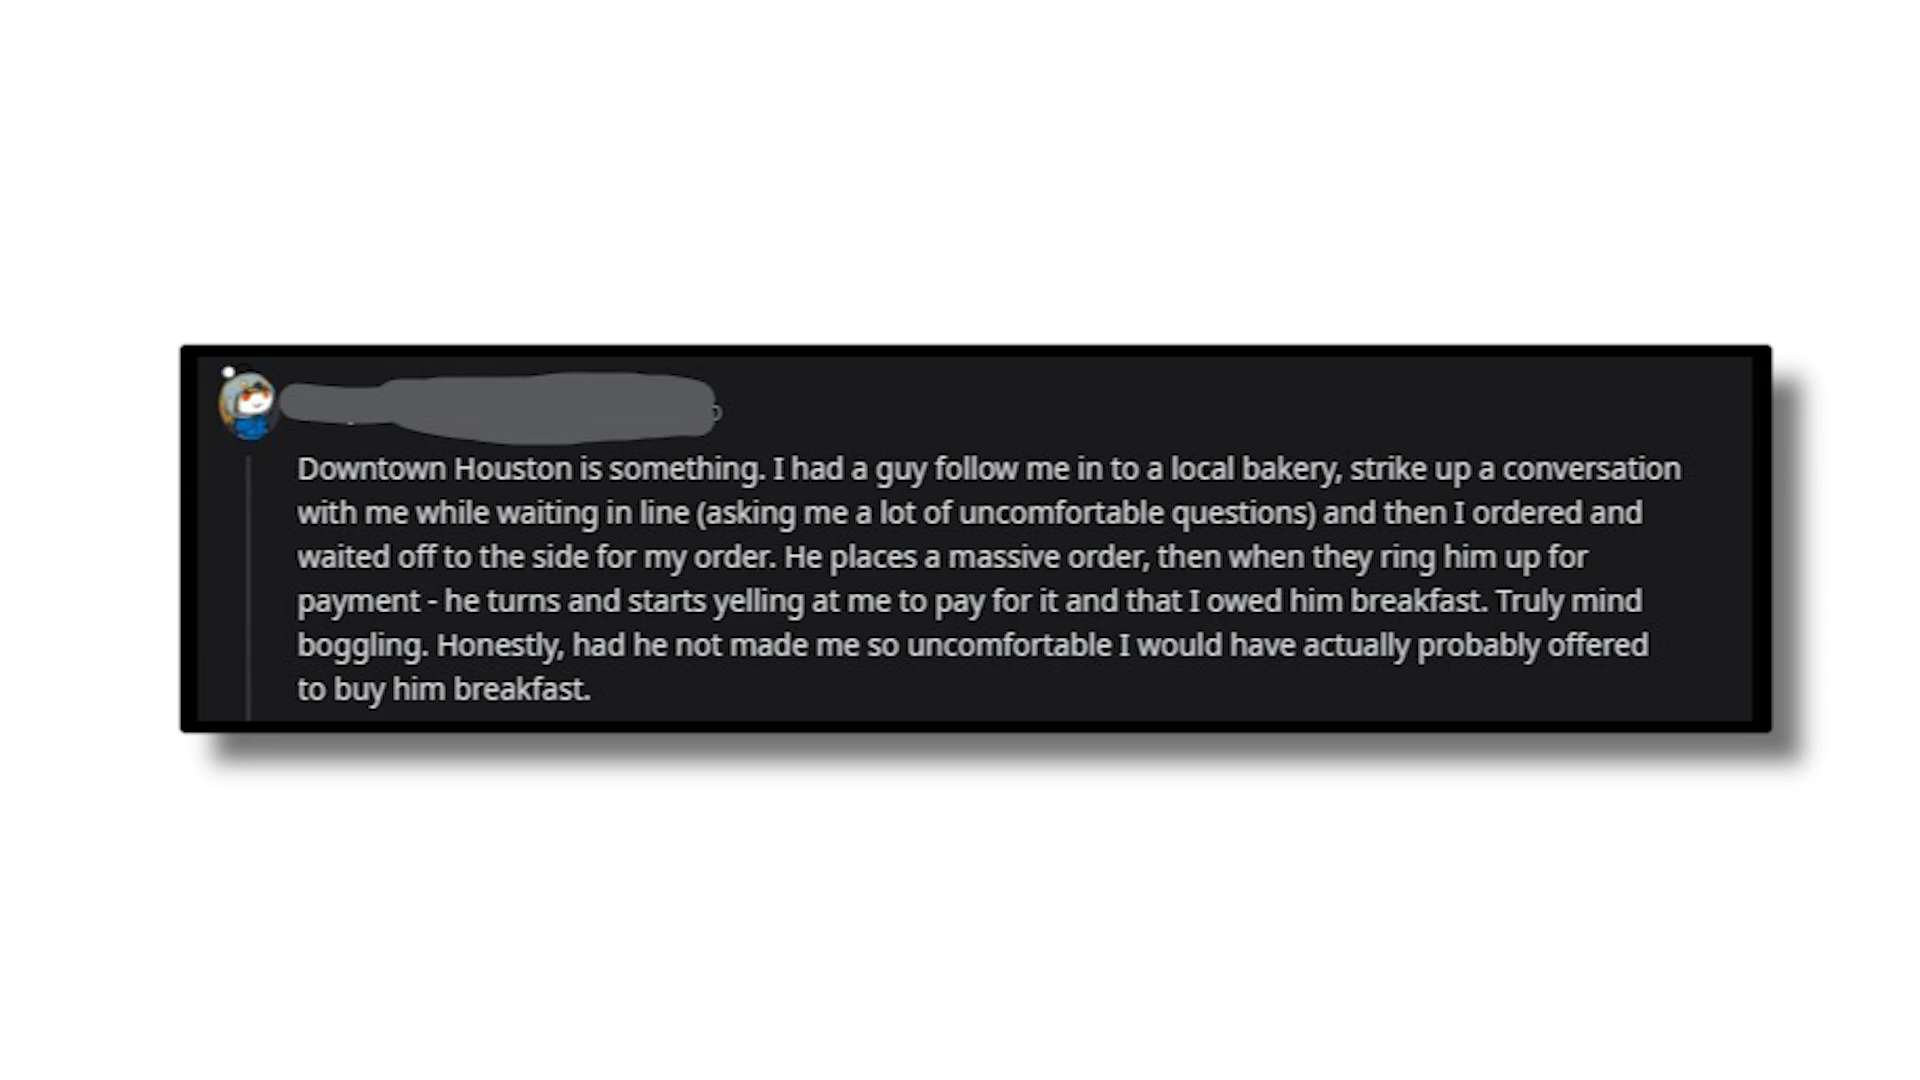 Downtown Houston is something. I had a guy follow me in to a local bakery, strike up a conversation
with me while waiting in line (asking me a lot of uncomfortable questions) and then I ordered and
waited off to the side for my order. He places a massive order, then when they ring him up for
payment - he turns and starts yelling at me to pay for it and that I owed him breakfast. Truly mind
boggling. Honestly, had he not made me so uncomfortable I would have actually probably offered
to buy him breakfast.